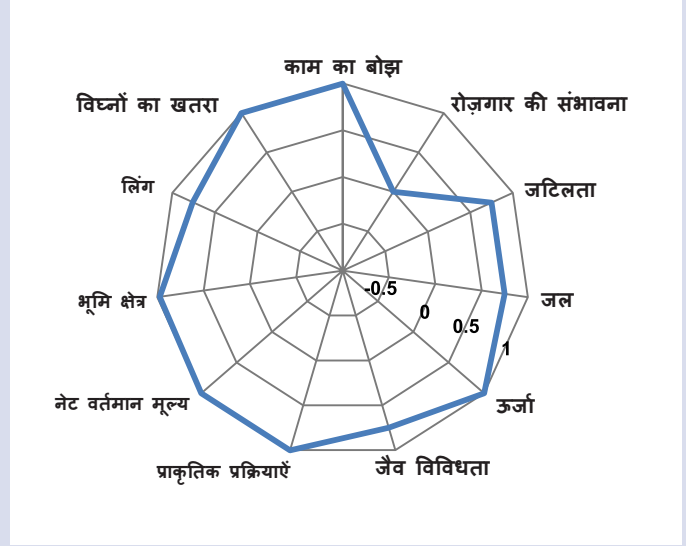 काम का बोझ
विघ्नों का खतरा
रोज़गार की संभावना
लिंग
जटिलता
-0.5
भूमि क्षेत्र
जल
0
0.5
1
नेट वर्तमान मूल्य
ऊर्जा
प्राकृतिक प्रक्रियाऐं
जैव विविधता